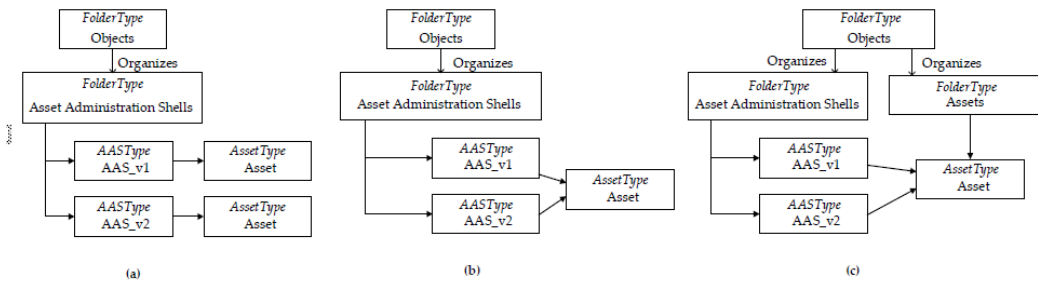 FolderType
Objects
Organizes
FolderType
Asset Administration Shells
AASType
AAS_v1
AssetType
Asset
AASType
AAS_v2
AssetType
Asset
(a)
FolderType
Objects
Organizes
FolderType
Asset Administration Shells
AASType
AAS_v1
AASType
AAS_v2
AssetType
Asset
(b)
FolderType
Objects
Organizes
Organizes
FolderType
Asset Administration Shells
FolderType
Assets
AASType
AAS_v1
AASType
AAS_v2
AssetType
Asset
(c)